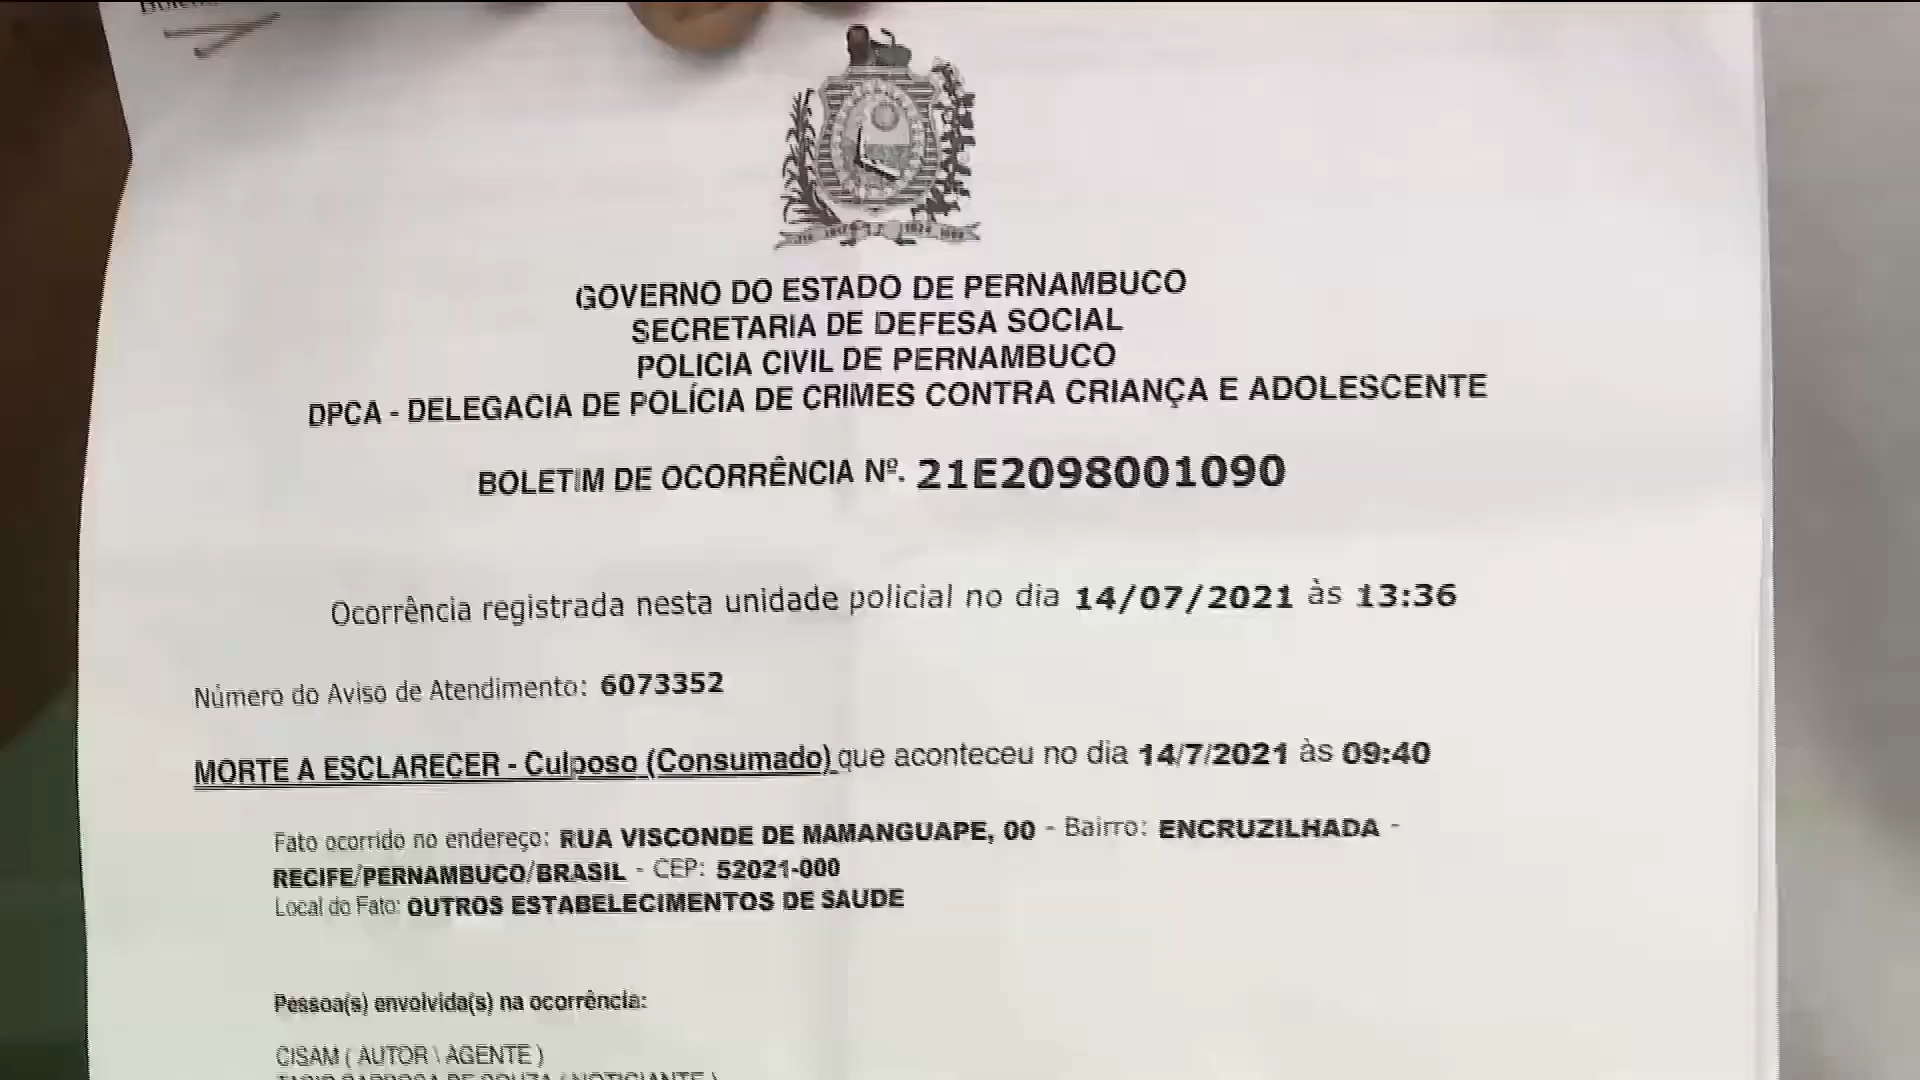 GOVERNO DO ESTADO DE PERNAMBUCO
SECRETARIA DE DEFESA SOCIAL
POLICIA CIVIL DE PERNAMBUCO
DPCA - DELEGACIA DE POLÍCIA DE CRIMES CONTRA CRIANÇA E ADOLESCENTE
BOLETIM DE OCORRÊNCIA Nº. 21E2098001090
Ocorrência registrada nesta unidade policial no dia 14/07/2021 às 13:36
Número do Aviso de Atendimento: 6073352
MORTE A ESCLARECER - Culposo (Consumado) que aconteceu no dia 14/7/2021 às 09:40
Fato ocorrido no endereço: RUA VISCONDE DE MAMANGUAPE, 00 - Bairro: ENCRUZILHADA -
RECIFE/PERNAMBUCO/BRASIL - CEP: 52021-000
Local do Fato: OUTROS ESTABELECIMENTOS DE SAUDE
Pessoa(s) envolvida(s) na ocorrência:
CISAM ( AUTOR \ AGENTE )